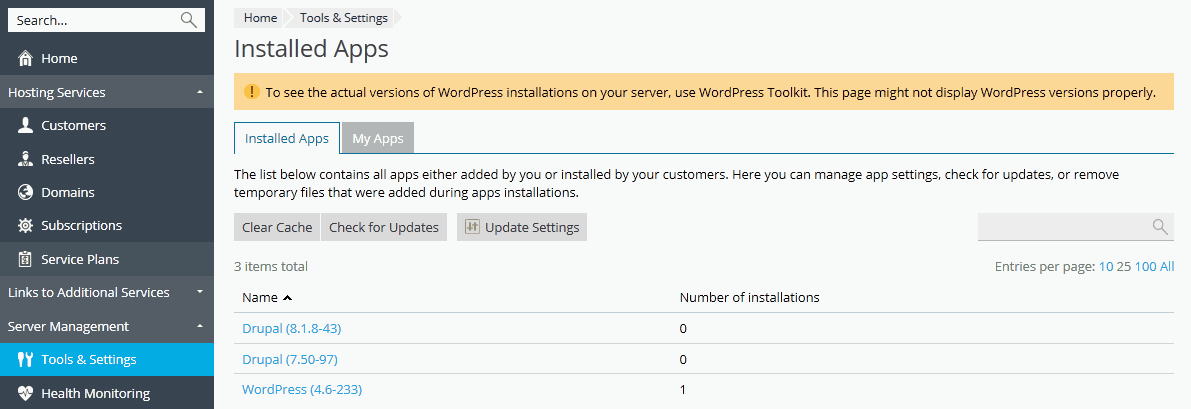 Search...
Home
Hosting Services
Customers
Resellers
Domains
Subscriptions
Service Plans
Links to Additional Services
Server Management
Tools & Settings
Health Monitoring
Home Tools & Settings
Installed Apps
To see the actual versions of WordPress installations on your server, use WordPress Toolkit. This page might not display WordPress versions properly.
Installed Apps My Apps
The list below contains all apps either added by you or installed by your customers. Here you can manage app settings, check for updates, or remove
temporary files that were added during apps installations.
Clear Cache Check for Updates Update Settings
3 items total Entries per page: 10 25 100 All
Name Number of installations
Drupal (8.1.8-43) 0
Drupal (7.50-97) 0
WordPress (4.6-233) 1